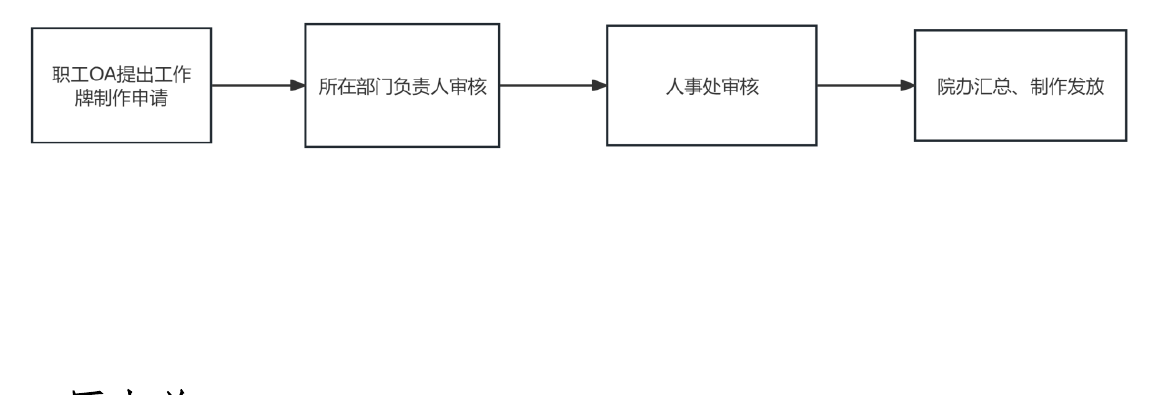 职工OA提出工作
牌制作申请
所在部门负责人审核
人事处审核
院办汇总、制作发放